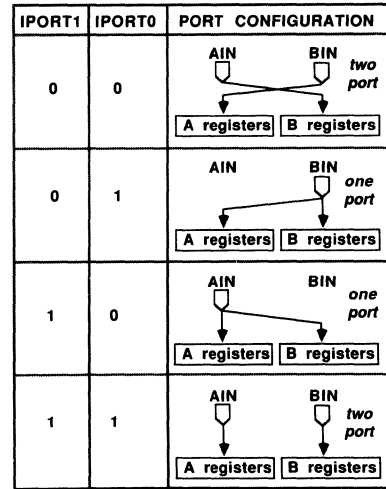 IPORT1 IPORT0 PORT CONFIGURATION
AIN BIN
two
port
0 0
A registers B registers
AIN BIN
one
port
0 1
A registers B registers
AIN BIN
one
port
1 0
A registers B registers
AIN BIN
two
port
1 1
A registers B registers